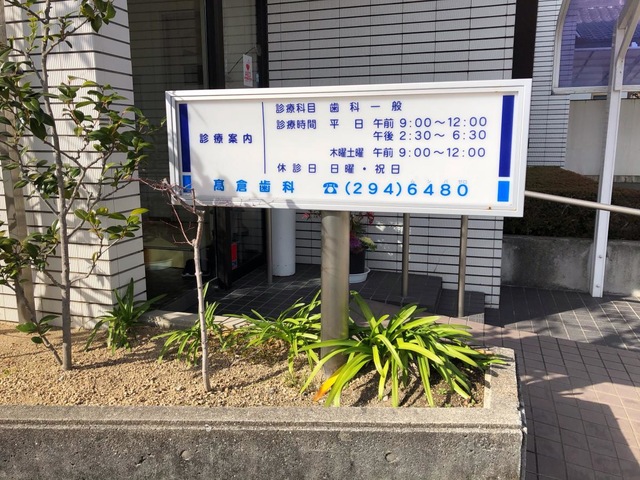 診療案内
診療科目 歯科一般
診療時間 平日 午前 9:00～12:00
午後 2:30～6:30
木曜土曜 午前 9:00～12:00
休診日 日曜・祝日
髙倉歯科 ☎(294)6480